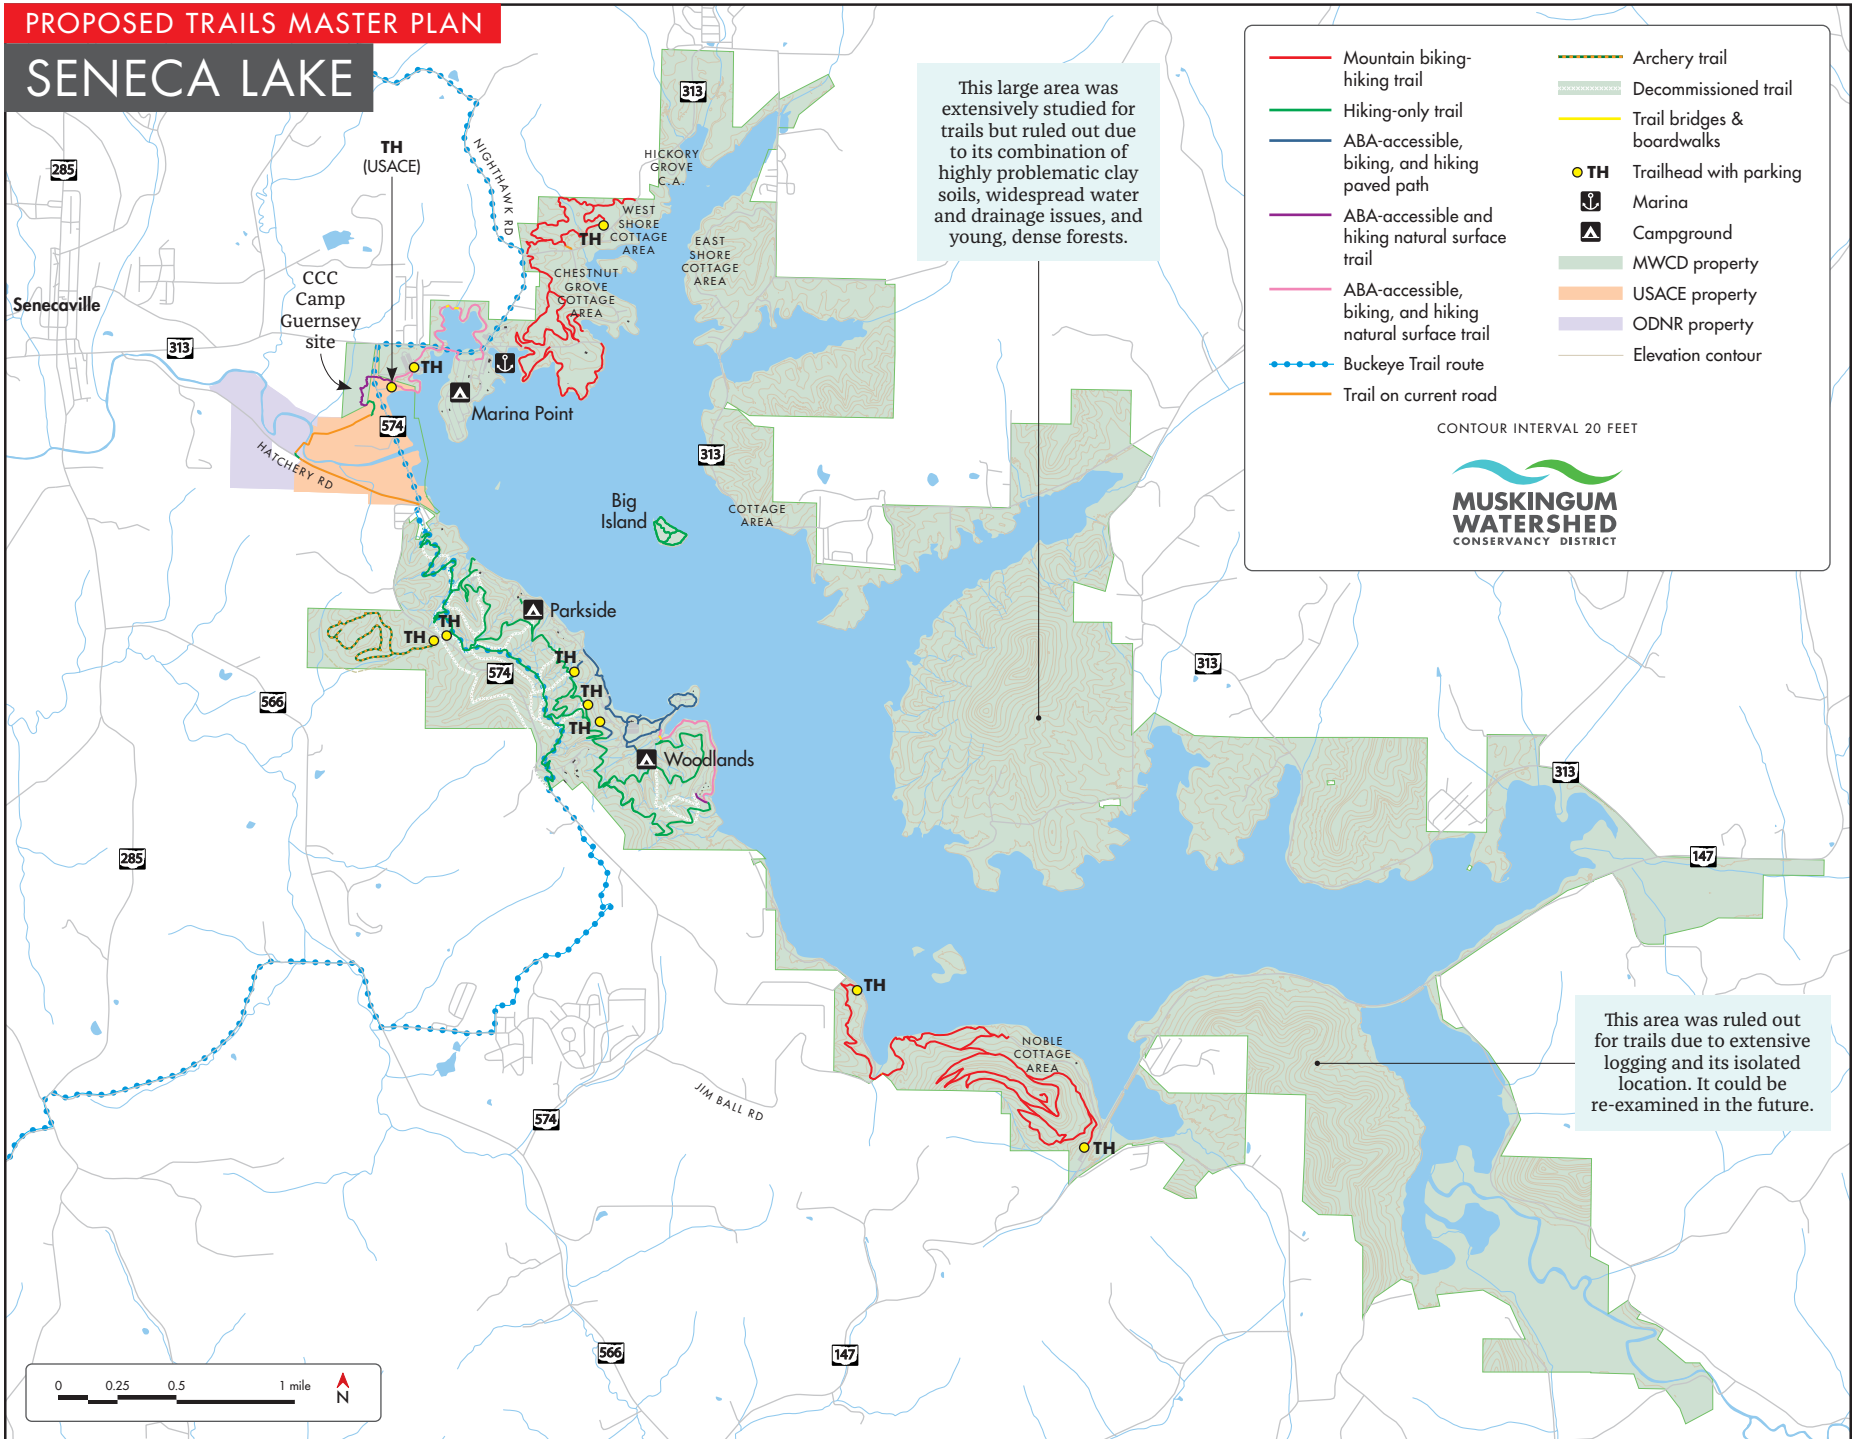 PROPOSED TRAILS MASTER PLAN
SENECA LAKE
285
TH
(USACE)
NIGHTHAWK RD
313
HICKORY
GROVE
C.A.
WEST
SHORE
COTTAGE
AREA
TH
EAST
SHORE
COTTAGE
AREA
CHESTNUT
GROVE
COTTAGE
AREA
CCC
Camp
Guernsey
site
Senecaville
313
TH
Marina Point
574
HATCHERY RD
313
COTTAGE
AREA
Big
Island
Parkside
TH
TH
574
TH
TH
TH
Woodlands
566
285
313
313
147
TH
NOBLE
COTTAGE
AREA
TH
JIM BALL RD
574
566
147
This large area was
extensively studied for
trails but ruled out due
to its combination of
highly problematic clay
soils, widespread water
and drainage issues, and
young, dense forests.
This area was ruled out
for trails due to extensive
logging and its isolated
location. It could be
re-examined in the future.
Mountain biking-
hiking trail
Hiking-only trail
ABA-accessible,
biking, and hiking
paved path
ABA-accessible and
hiking natural surface
trail
ABA-accessible,
biking, and hiking
natural surface trail
Buckeye Trail route
Trail on current road
Archery trail
Decommissioned trail
Trail bridges &
boardwalks
TH Trailhead with parking
Marina
Campground
MWCD property
USACE property
ODNR property
Elevation contour
CONTOUR INTERVAL 20 FEET
MUSKINGUM
WATERSHED
CONSERVANCY DISTRICT
0 0.25 0.5 1 mile
N